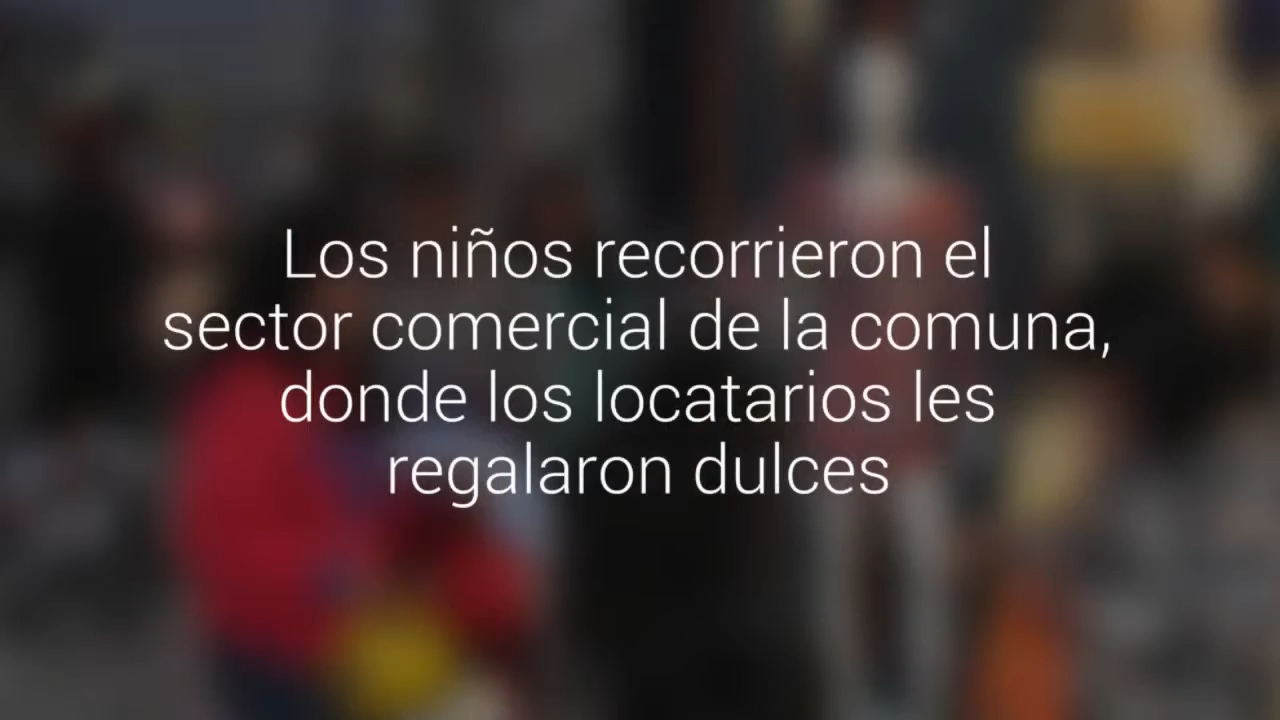 Los niños recorrieron el
sector comercial de la comuna,
donde los locatarios les
regalaron dulces